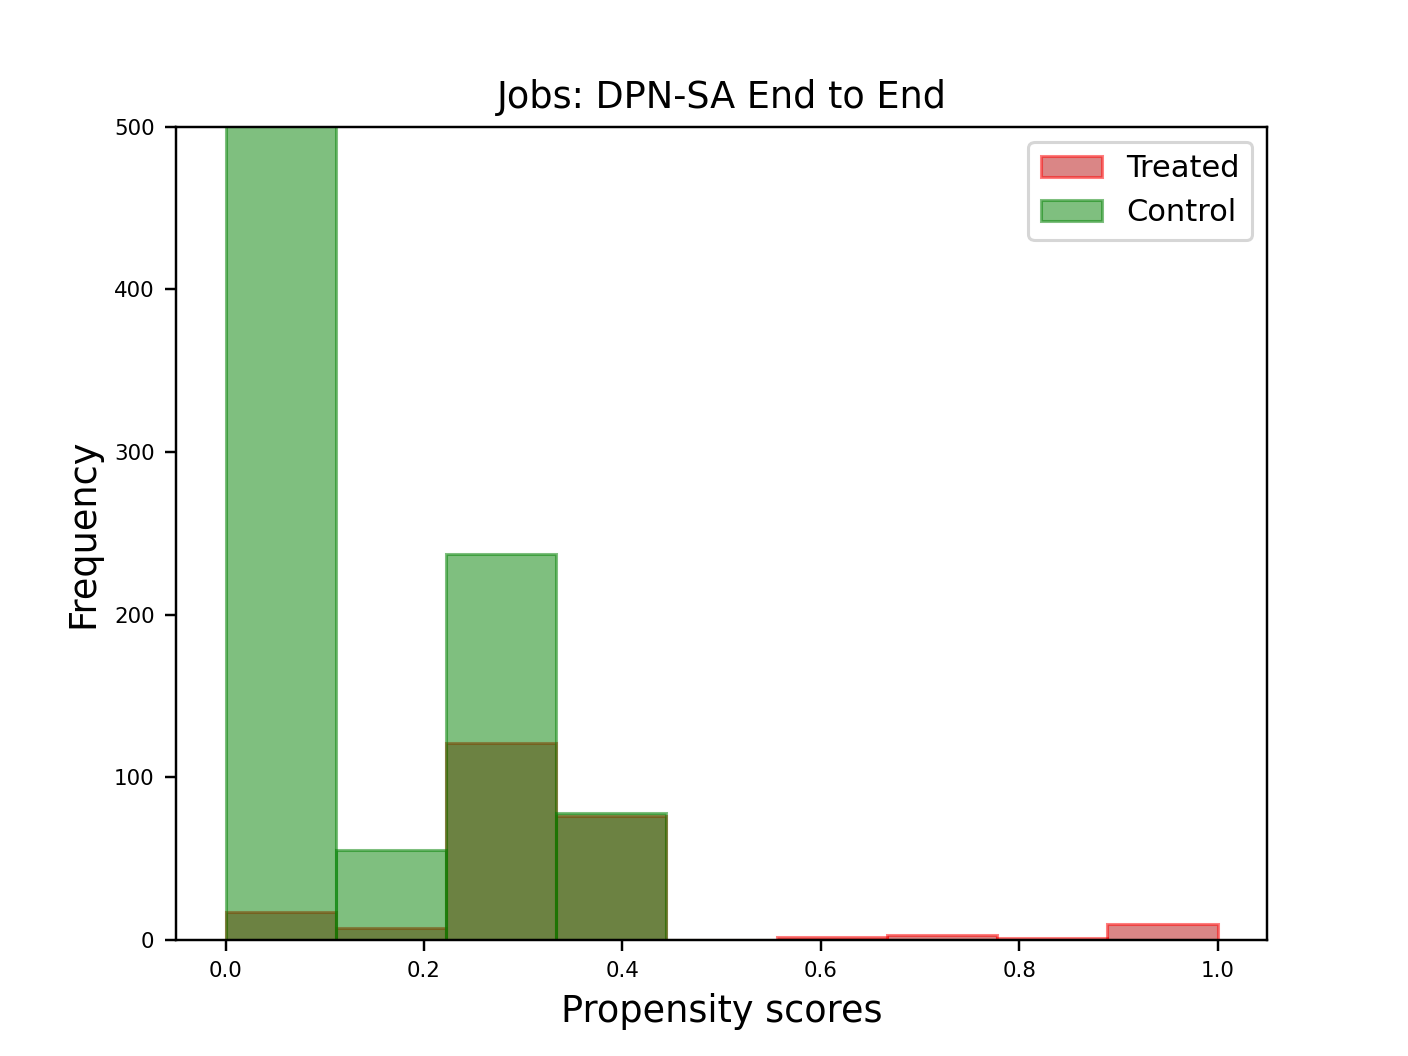 Jobs: DPN-SA End to End
500
400
300
200
100
0
Frequency
Treated
Control
0.0 0.2 0.4 0.6 0.8 1.0
Propensity scores